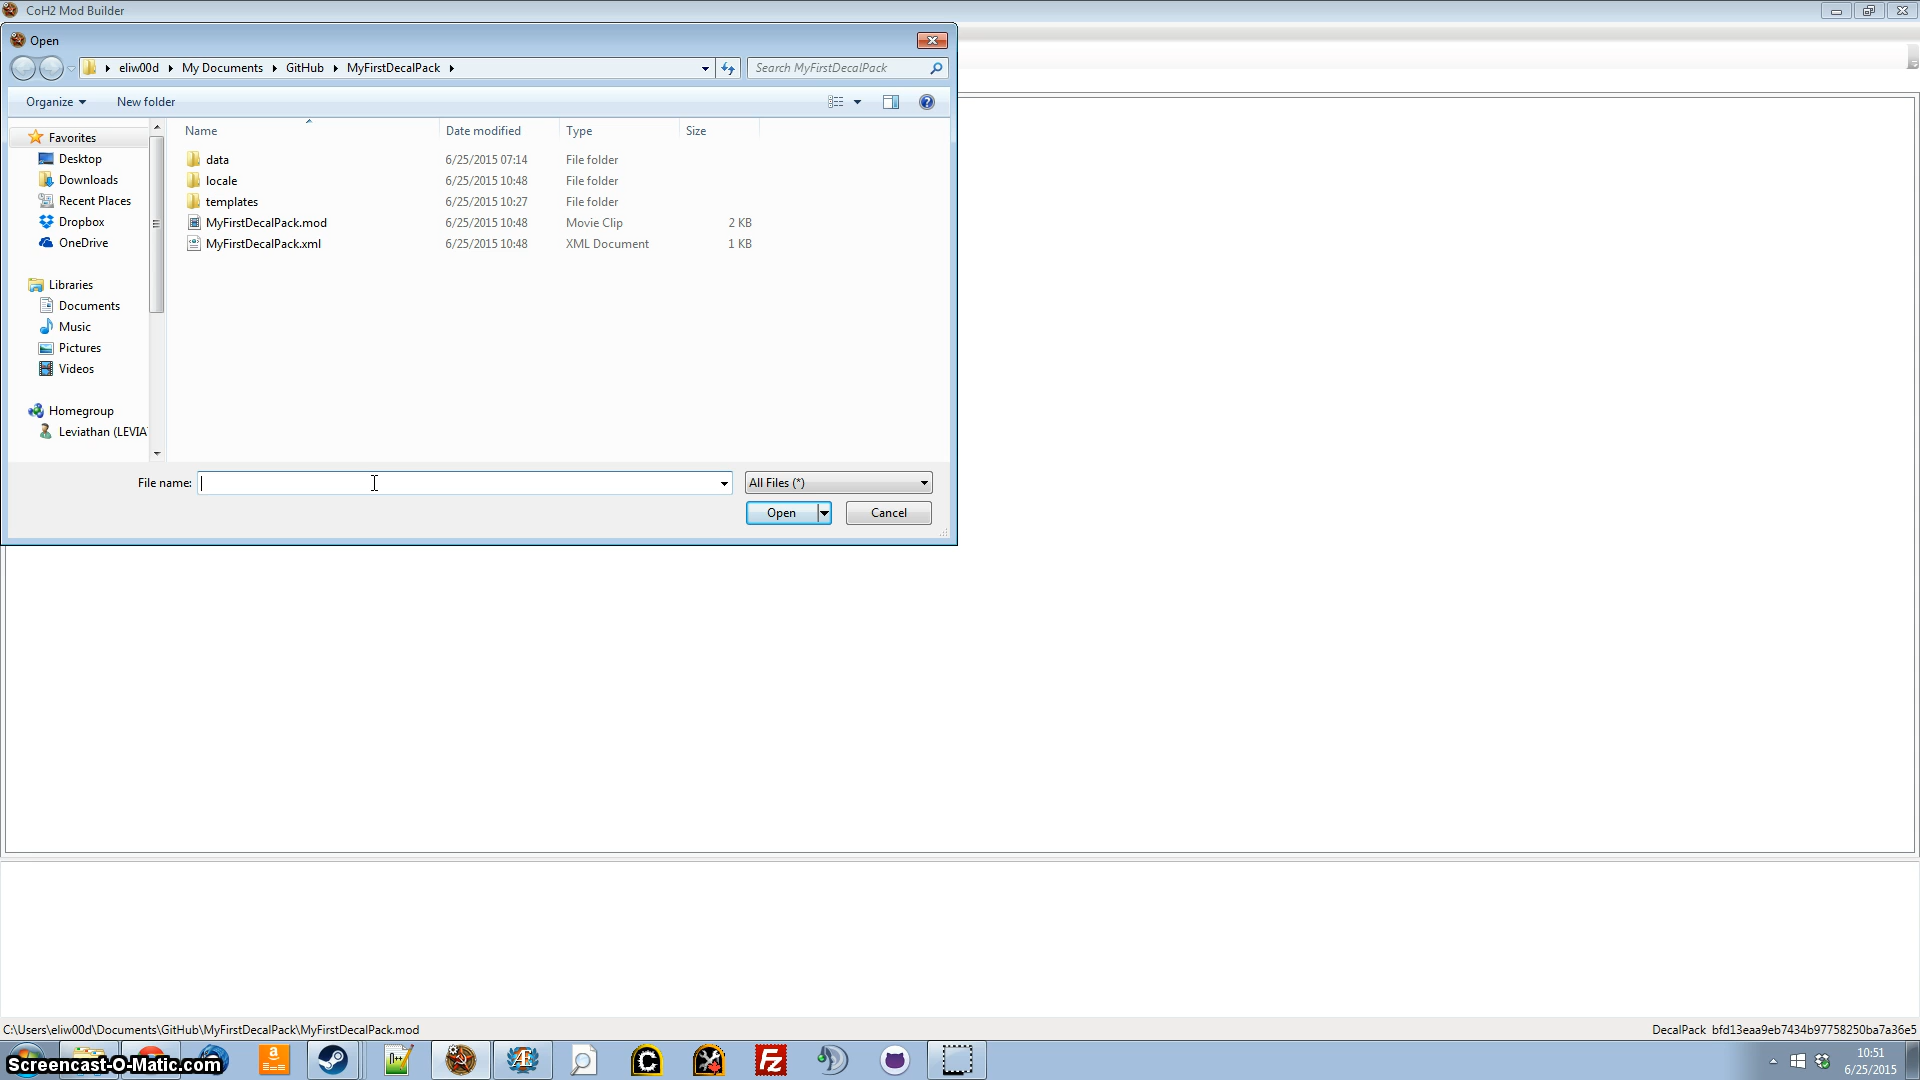 CoH2 Mod Builder
Open
eliw00d My Documents GitHub MyFirstDecalPack
Search MyFirstDecalPack
Organize New folder
Name Date modified Type Size
Favorites
Desktop
Downloads
Recent Places
Dropbox
OneDrive
Libraries
Documents
Music
Pictures
Videos
Homegroup
Leviathan (LEVIA
data 6/25/2015 07:14 File folder
locale 6/25/2015 10:48 File folder
templates 6/25/2015 10:27 File folder
MyFirstDecalPack.mod 6/25/2015 10:48 Movie Clip 2 KB
MyFirstDecalPack.xml 6/25/2015 10:48 XML Document 1 KB
File name:
All Files (*)
Open Cancel
C:\Users\eliw00d\Documents\GitHub\MyFirstDecalPack\MyFirstDecalPack.mod
DecalPack bfd13eaa9eb7434b97758250ba7a36e5
Screencast-O-Matic.com
10:51
6/25/2015